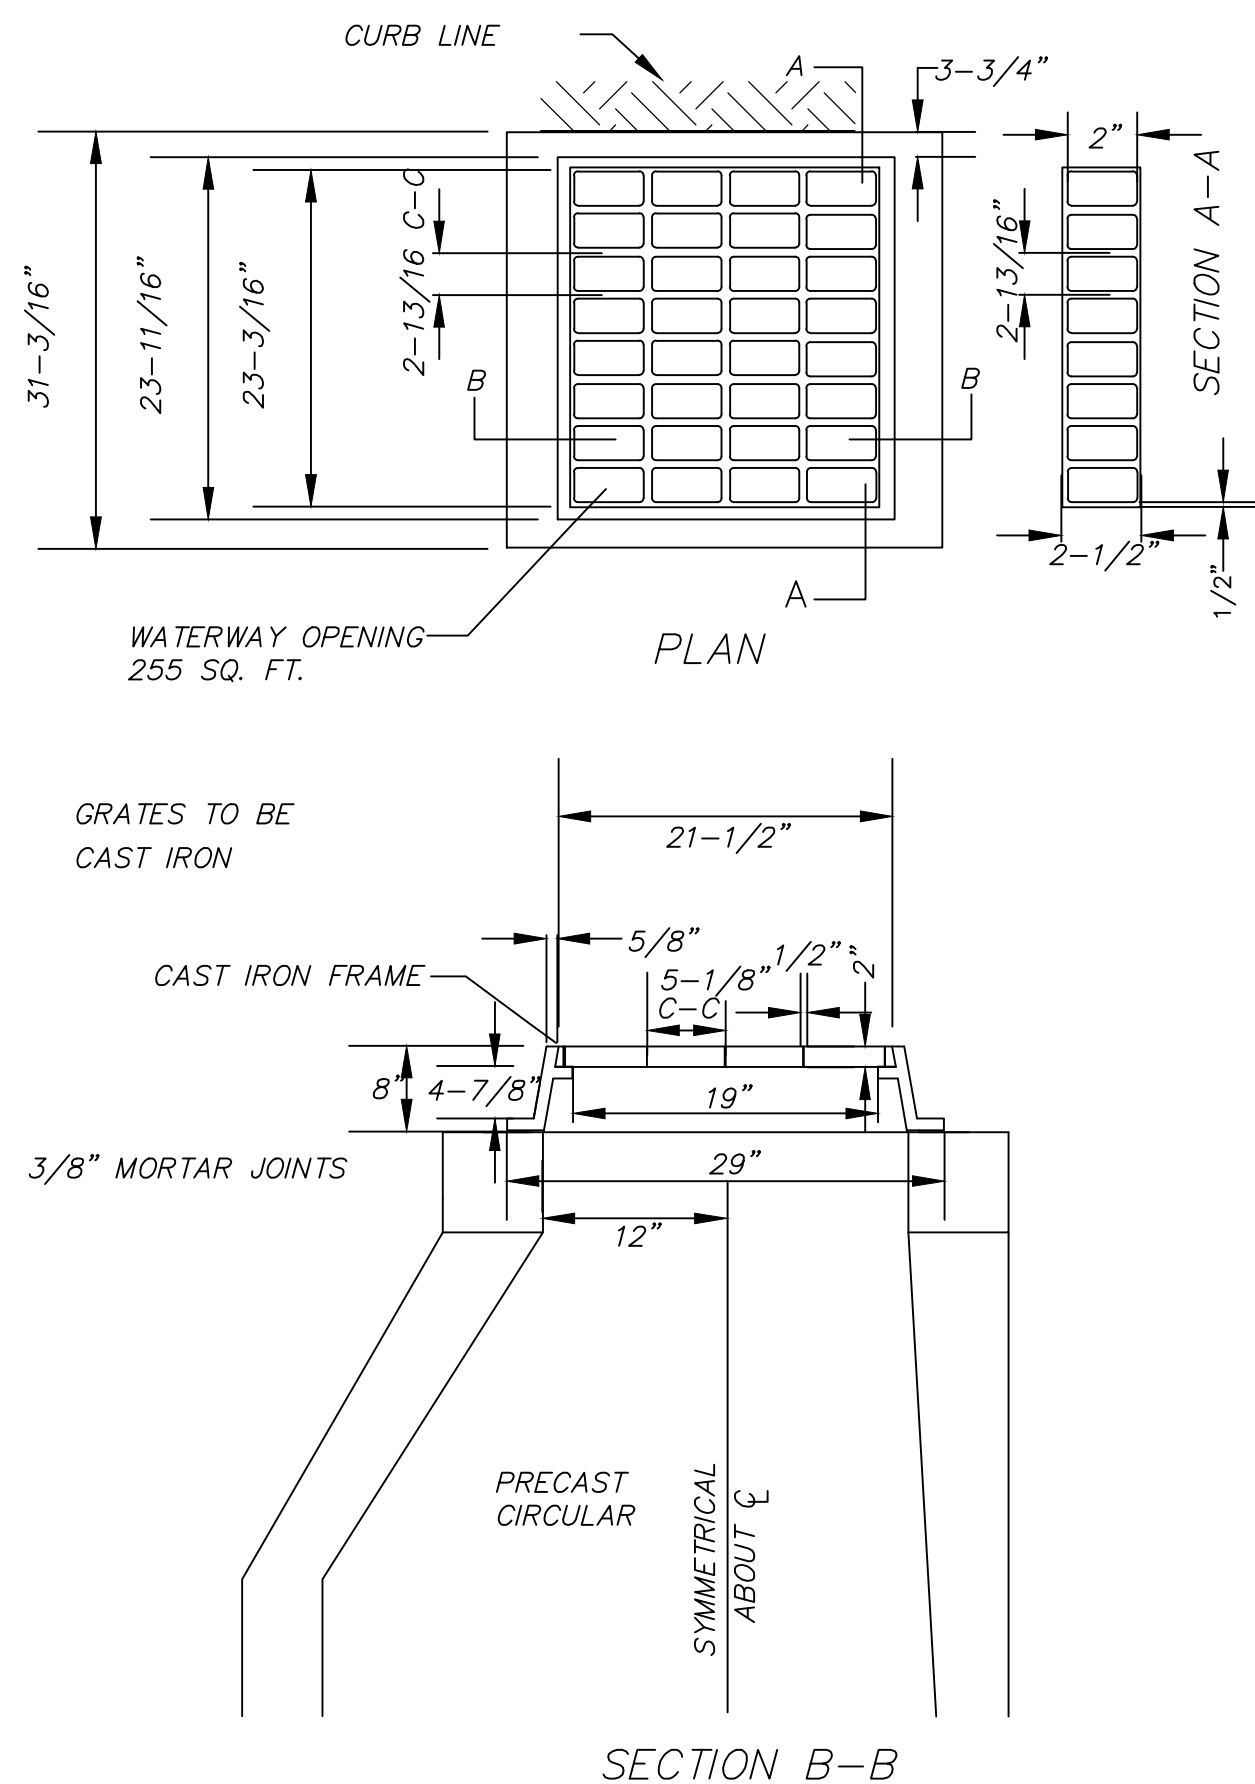 CURB LINE
A
3-3/4"
2"
SECTION A-A
31-3/16"
23-11/16"
23-3/16"
2-13/16 C-C
2-13/16"
B
B
2-1/2"
1/2"
A
WATERWAY OPENING
255 SQ. FT.
PLAN
GRATES TO BE
CAST IRON
21-1/2"
5/8"
1/2"
2"
CAST IRON FRAME
5-1/8"
C-C
8"
4-7/8"
19"
3/8" MORTAR JOINTS
29"
12"
PRECAST
CIRCULAR
SYMMETRICAL
ABOUT ℄
SECTION B-B